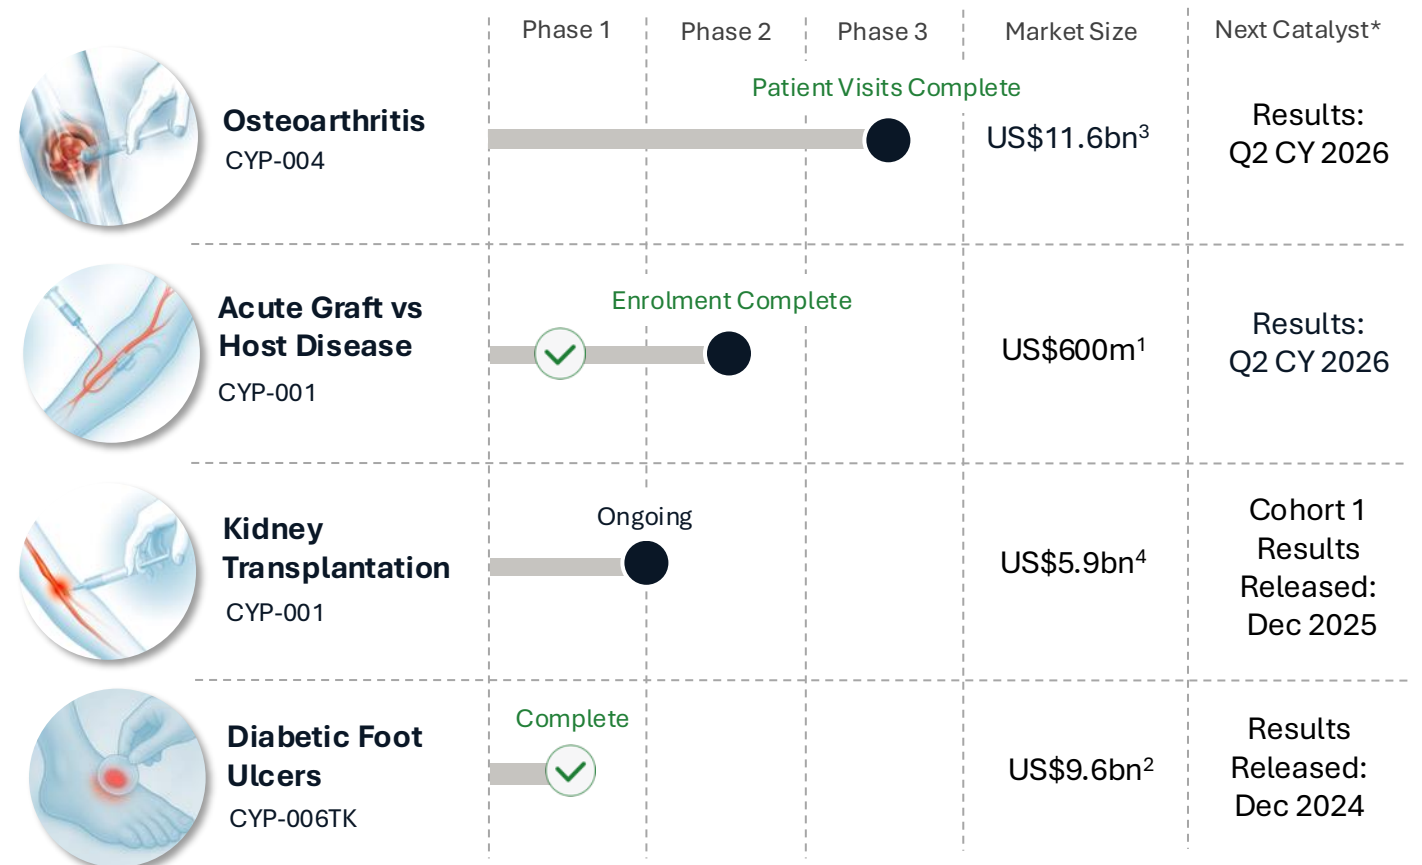 Phase 1 Phase 2 Phase 3 Market Size Next Catalyst*
Patient Visits Complete
Osteoarthritis
CYP-004
US$11.6bn³
Results:
Q2 CY 2026
Enrolment Complete
Acute Graft vs
Host Disease
CYP-001
US$600m¹
Results:
Q2 CY 2026
Ongoing
Kidney
Transplantation
CYP-001
US$5.9bn⁴
Cohort 1
Results
Released:
Dec 2025
Complete
Diabetic Foot
Ulcers
CYP-006TK
US$9.6bn²
Results
Released:
Dec 2024